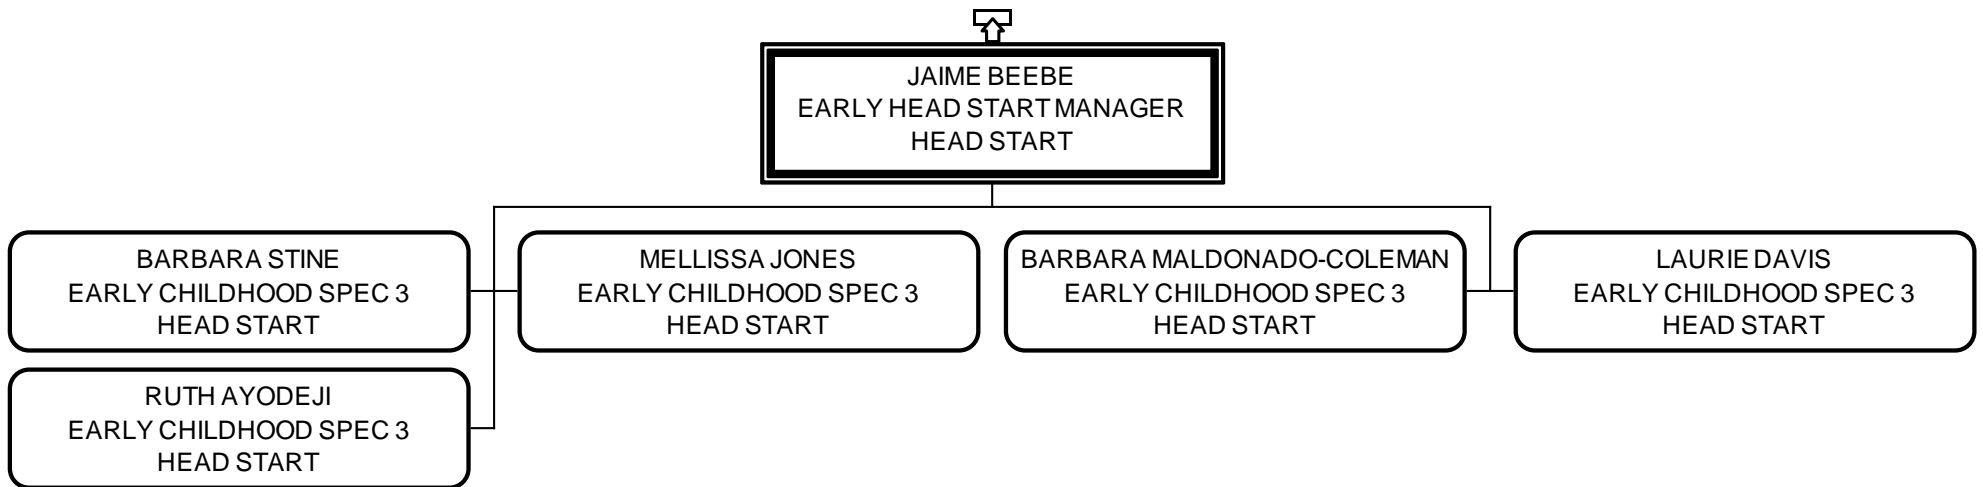 JAIME BEEBE
EARLY HEAD START MANAGER
HEAD START
BARBARA STINE
EARLY CHILDHOOD SPEC 3
HEAD START
MELLISSA JONES
EARLY CHILDHOOD SPEC 3
HEAD START
BARBARA MALDONADO-COLEMAN
EARLY CHILDHOOD SPEC 3
HEAD START
LAURIE DAVIS
EARLY CHILDHOOD SPEC 3
HEAD START
RUTH AYODEJI
EARLY CHILDHOOD SPEC 3
HEAD START